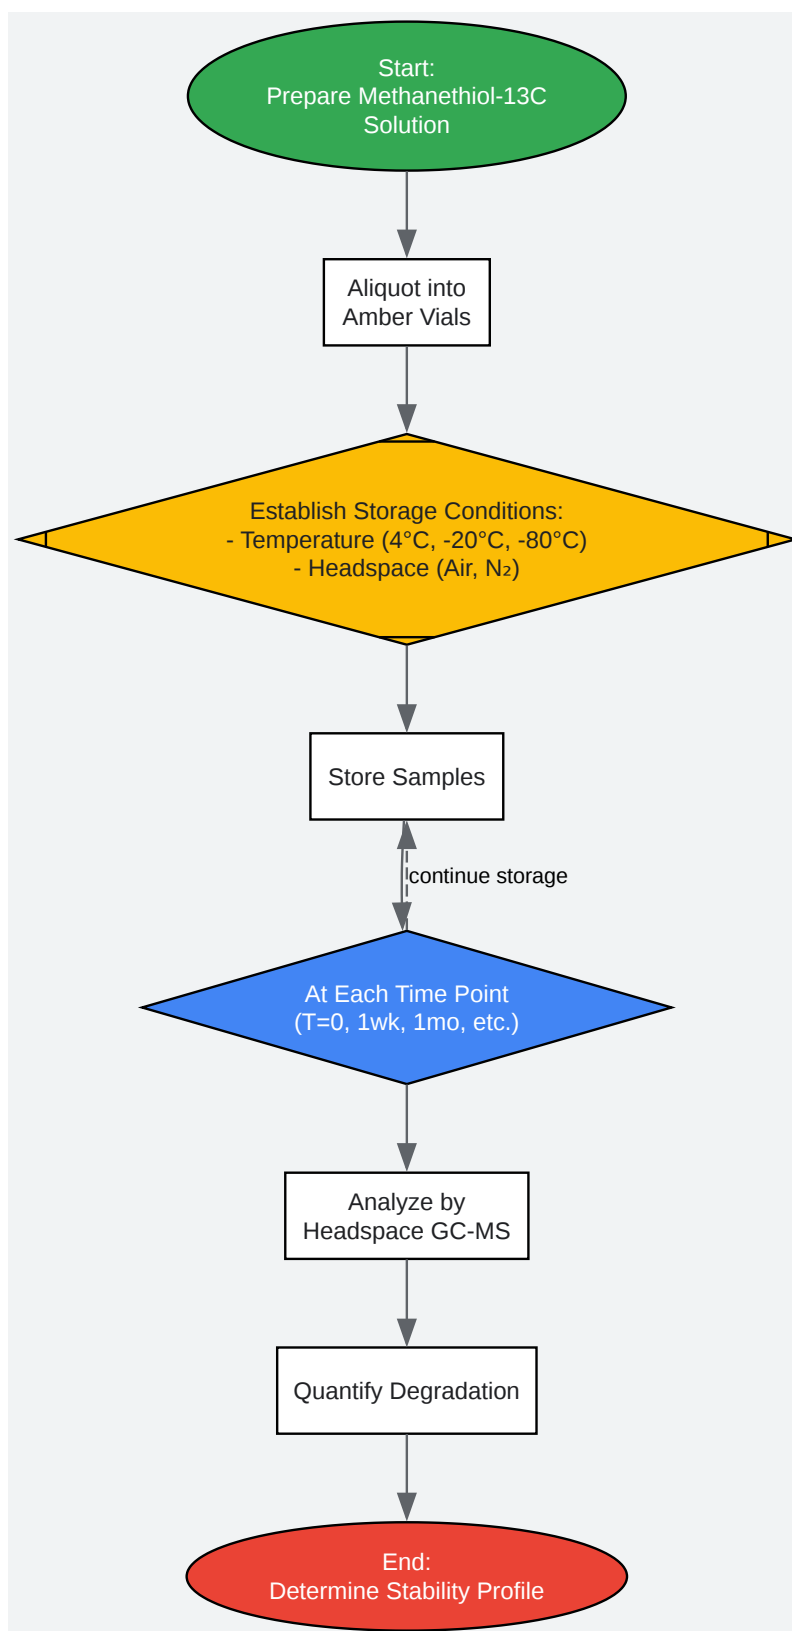 Start:
Prepare Methanethiol-13C
Solution
Aliquot into
Amber Vials
Establish Storage Conditions:
- Temperature (4°C, -20°C, -80°C)
- Headspace (Air, N₂)
Store Samples
continue storage
At Each Time Point
(T=0, 1wk, 1mo, etc.)
Analyze by
Headspace GC-MS
Quantify Degradation
End:
Determine Stability Profile